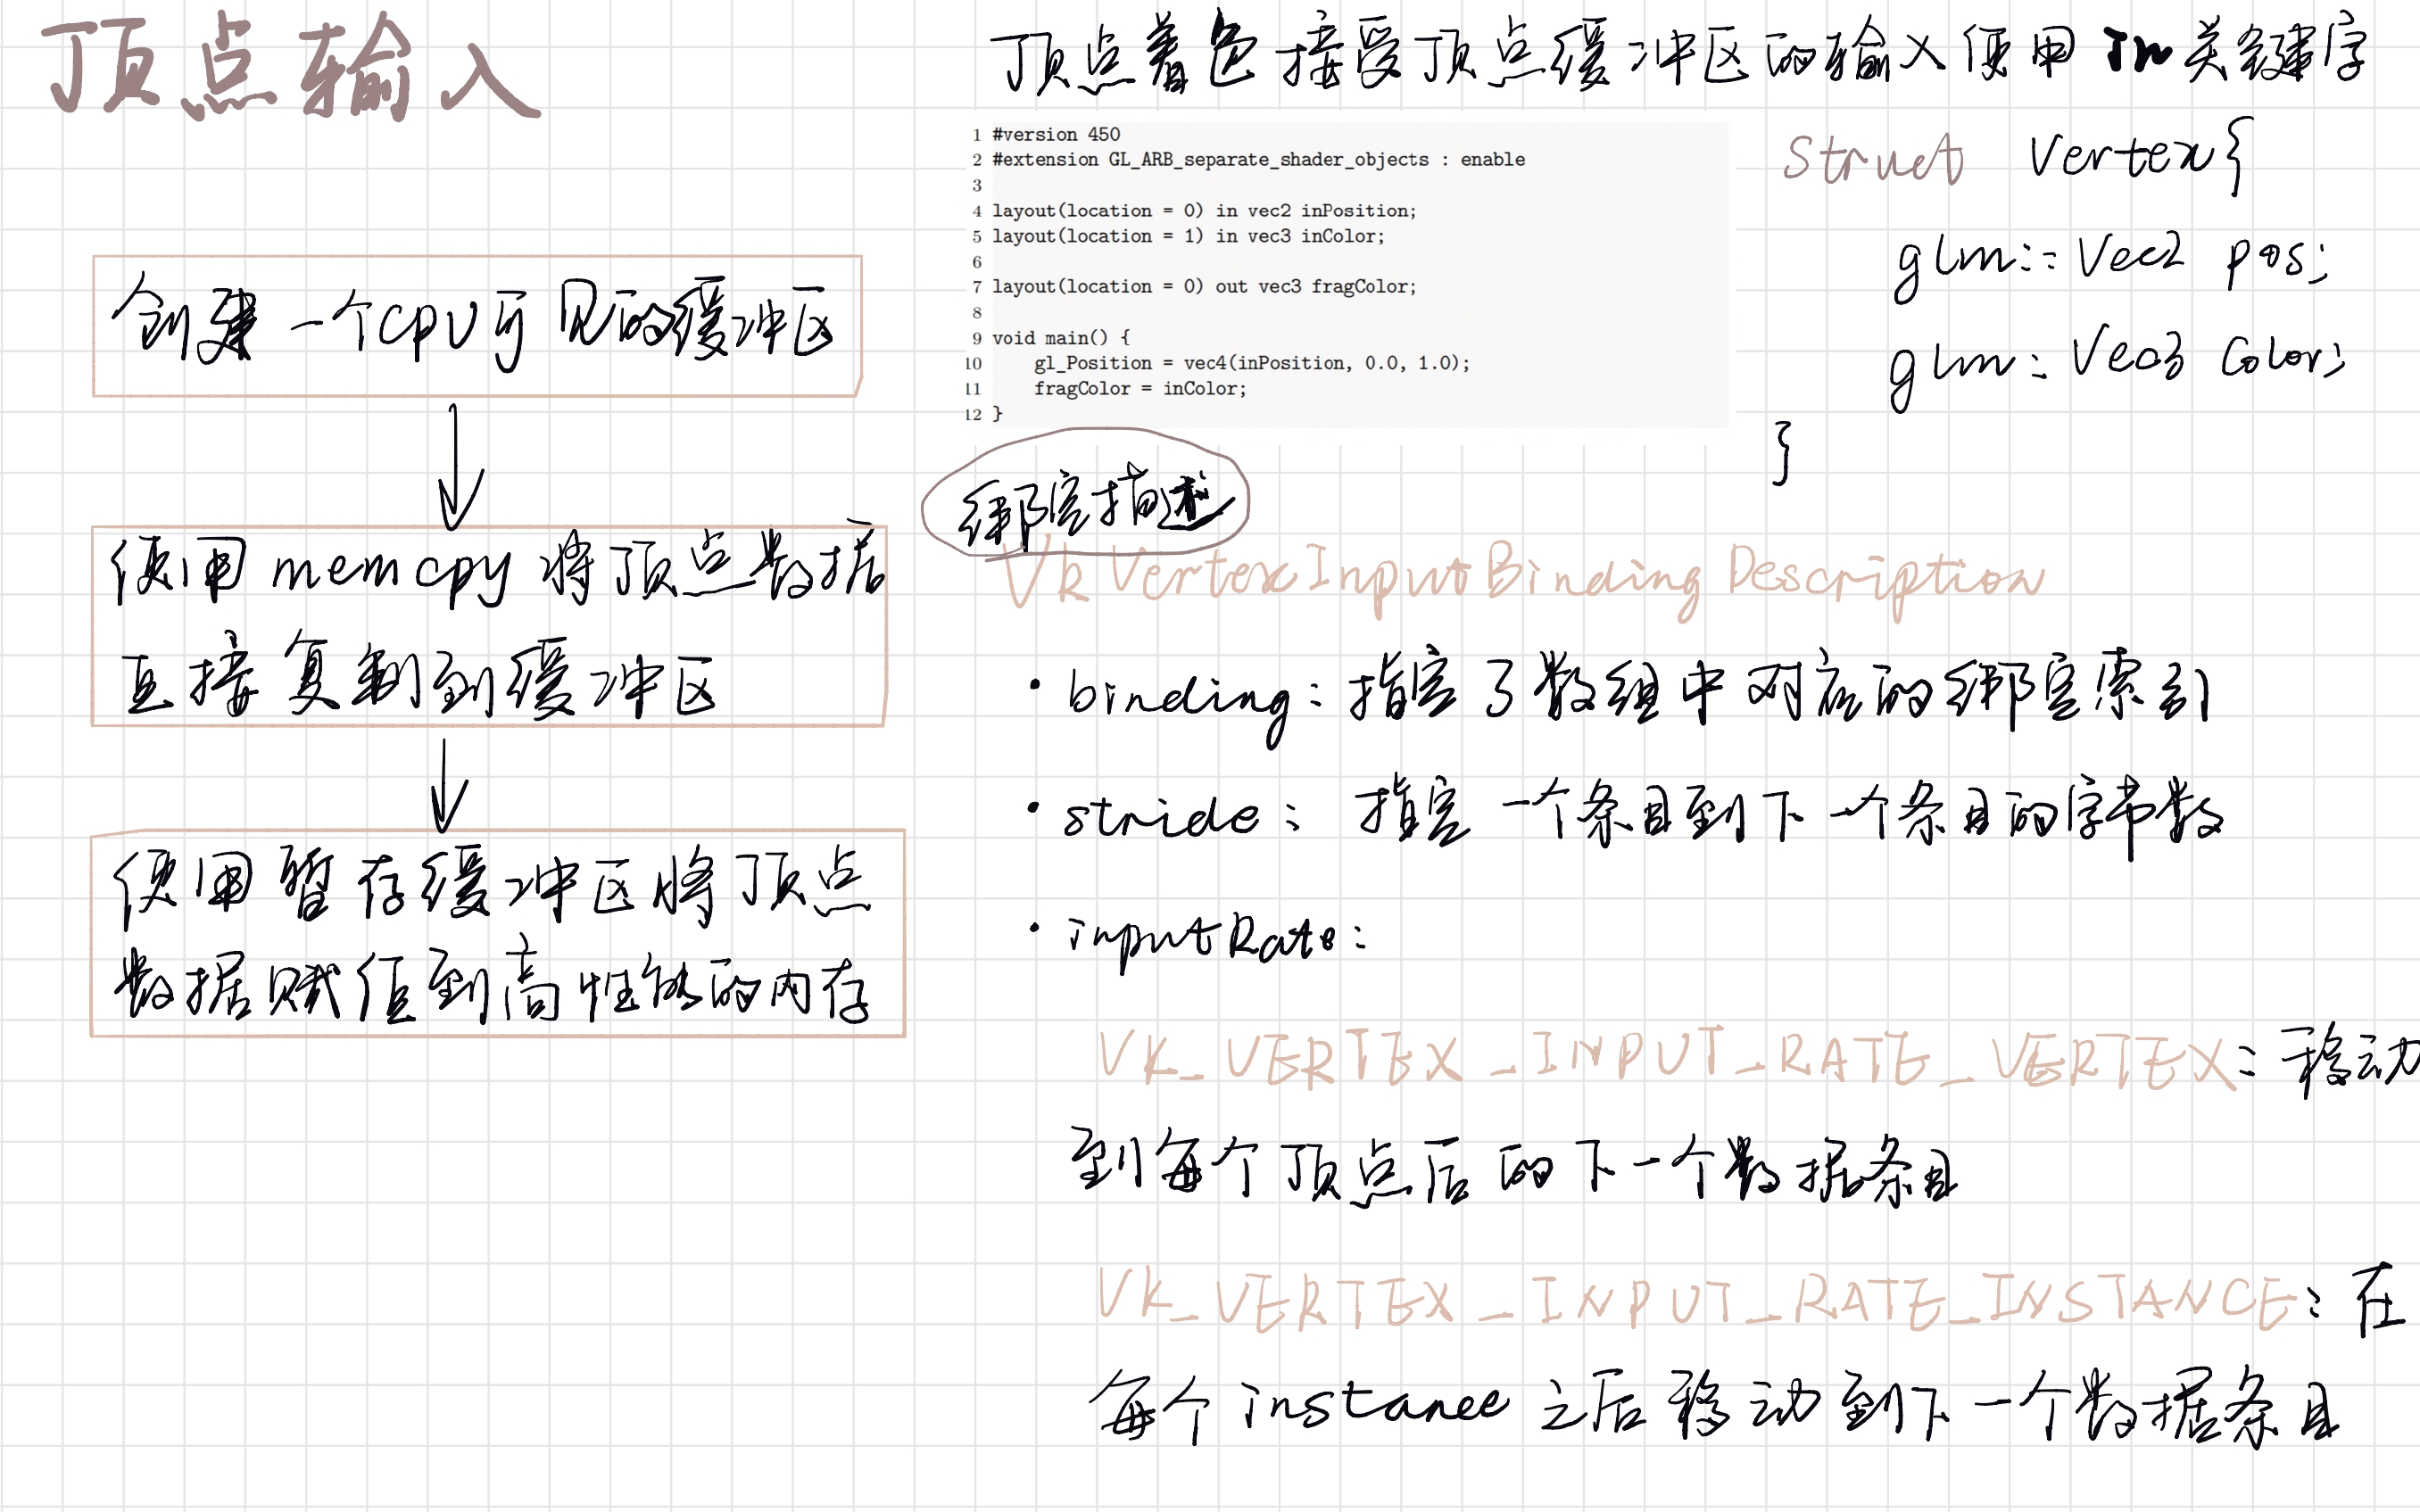 顶点输入
创建一个CPU可见的缓冲区
使用memcpy将顶点数据
直接复制到缓冲区
使用暂存缓冲区将顶点
数据赋值到高性能的内存
顶点着色接受顶点缓冲区的输入使用in关键字
1 #version 450
2 #extension GL_ARB_separate_shader_objects : enable
3
4 layout(location = 0) in vec2 inPosition;
5 layout(location = 1) in vec3 inColor;
6
7 layout(location = 0) out vec3 fragColor;
8
9 void main() {
10 gl_Position = vec4(inPosition, 0.0, 1.0);
11 fragColor = inColor;
12 }
Struct Vertex{
glm::Vec2 pos;
glm::Vec3 Color;
}
绑定描述
VkVertexInputBindingDescription
·binding：指定了数组中对应的绑定索引
·stride：指定一个条目到下一个条目的字节数
·inputRate：
VK_VERTEX_INPUT_RATE_VERTEX：移动
到每个顶点后的下一个数据条目
VK_VERTEX_INPUT_RATE_INSTANCE：在
每个instance之后移动到下一个数据条目